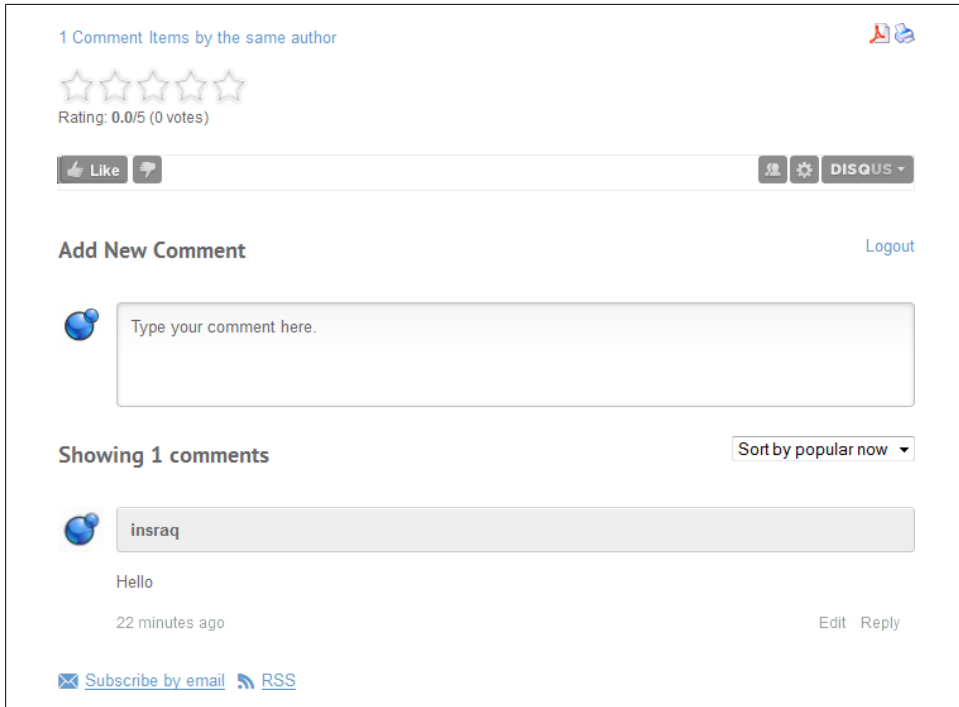 1 Comment Items by the same author
Rating: 0.0/5 (0 votes)
Like
DISQUS
Add New Comment
Logout
Type your comment here.
Showing 1 comments
Sort by popular now
insraq
Hello
22 minutes ago
Edit Reply
Subscribe by email RSS